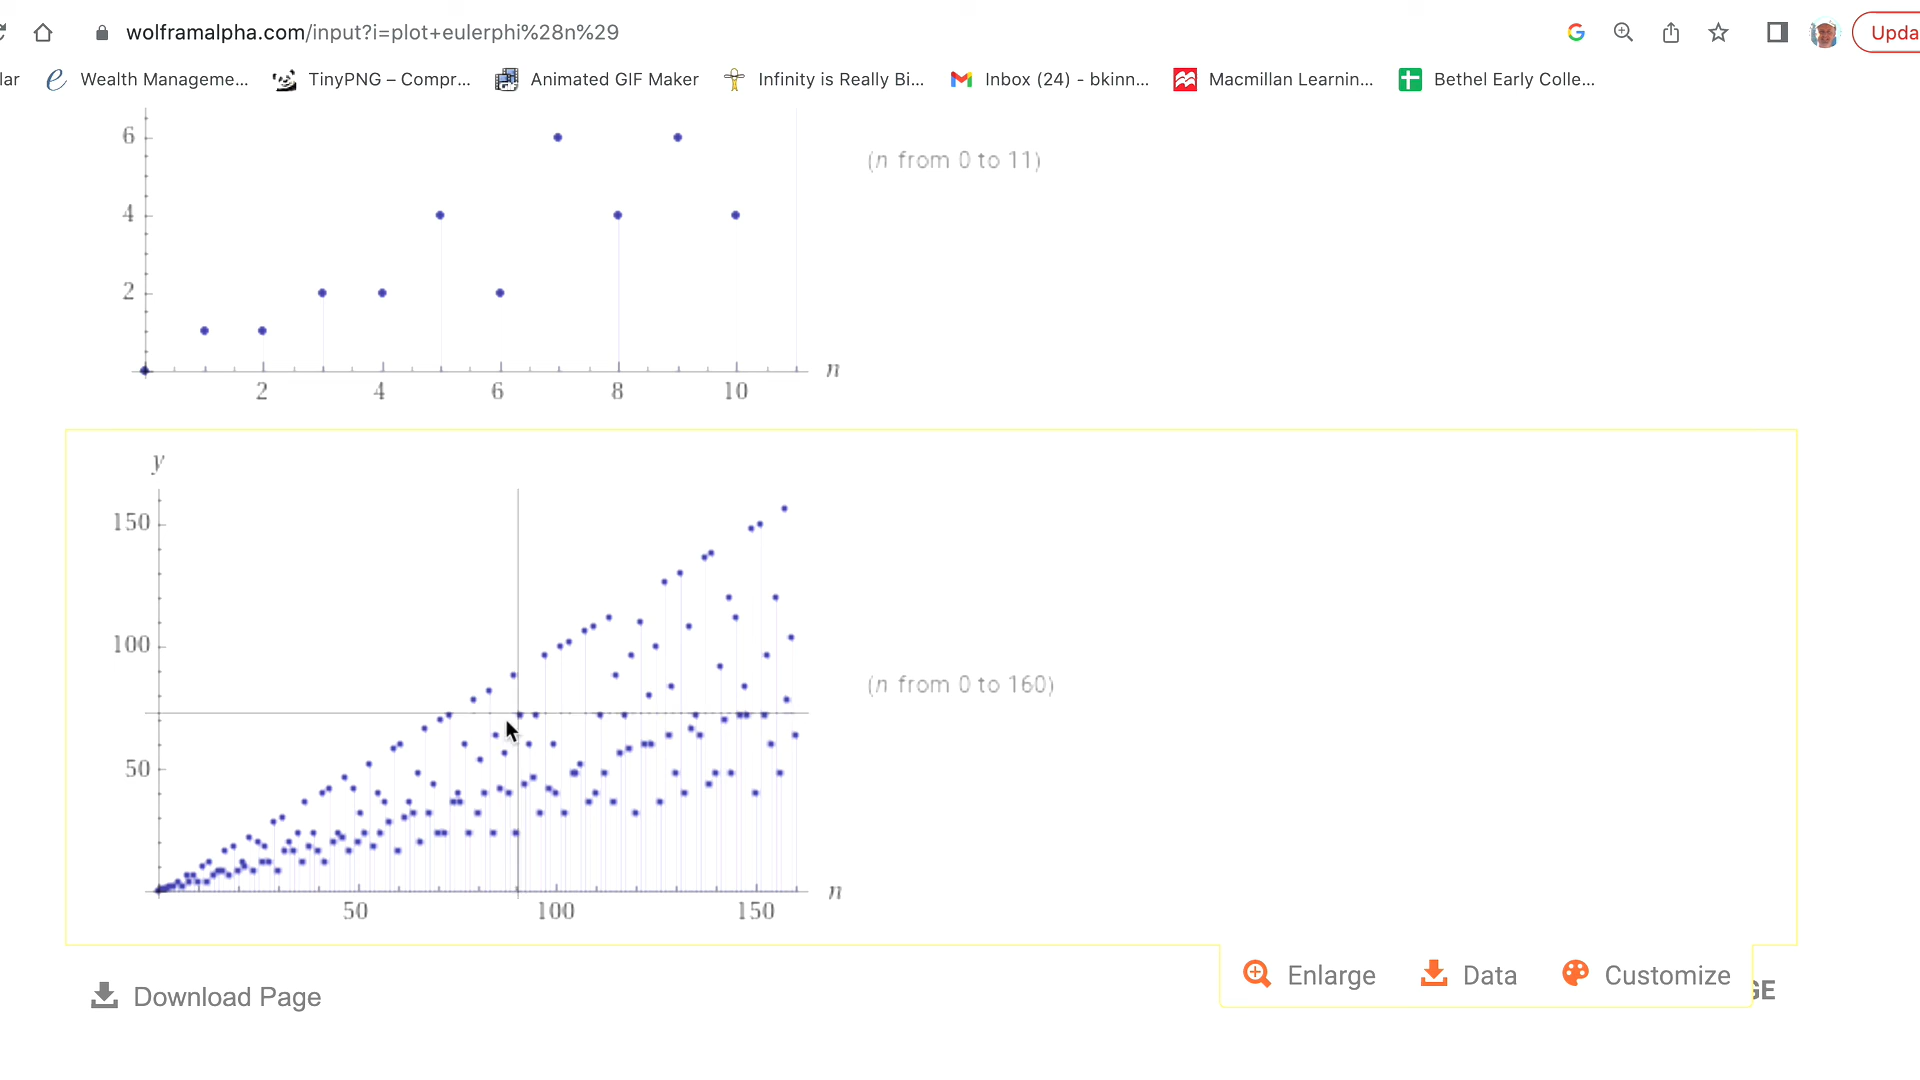 wolframalpha.com/input?i=plot+eulerphi%28n%29
Upda
lar
Wealth Manageme...
TinyPNG – Compr...
Animated GIF Maker
Infinity is Really Bi...
Inbox (24) - bkinn...
Macmillan Learnin...
Bethel Early Colle...
6
4
2
2 4 6 8 10 n
(n from 0 to 11)
y
150
100
50
50 100 150 n
(n from 0 to 160)
Enlarge Data Customize
GE
Download Page